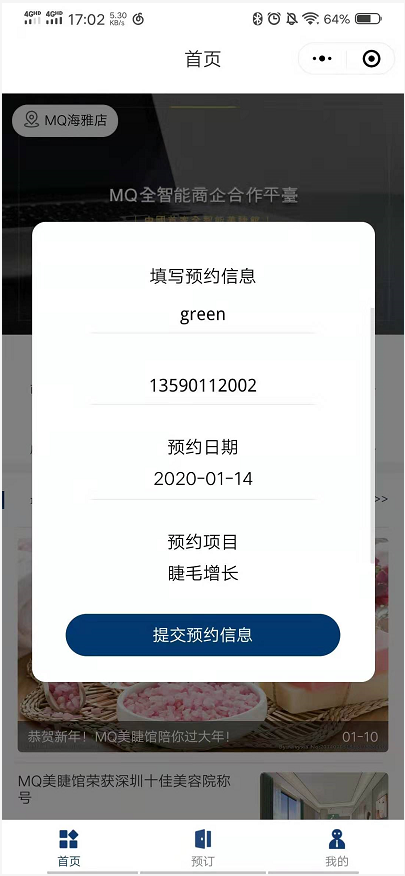 4GHD 4GHD 17:02 5.30 KB/s 64%
首页
MQ海雅店
MQ全智能商企合作平臺
填写预约信息
green
13590112002
预约日期
2020-01-14
预约项目
睫毛增长
>>
提交预约信息
恭贺新年！MQ美睫馆陪你过大年！ 01-10
MQ美睫馆荣获深圳十佳美容院称
号
首页 预订 我的